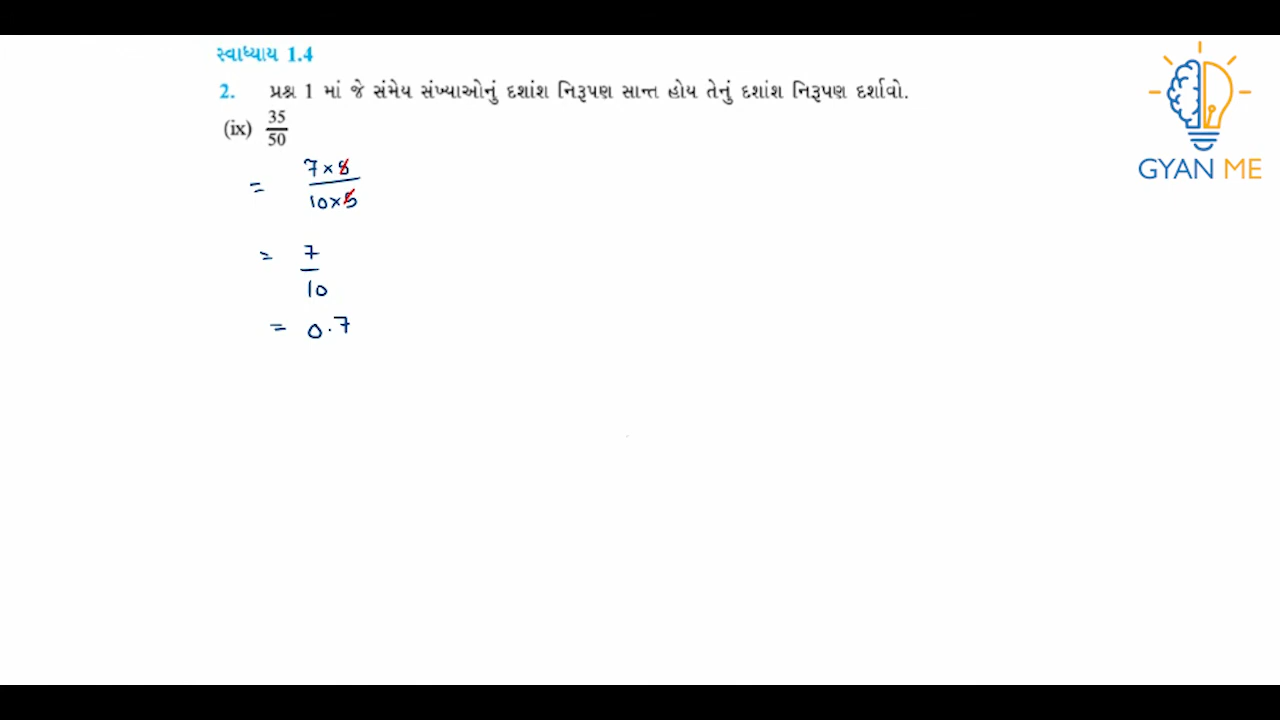 સ્વાધ્યાય 1.4
2. પ્રશ્ન 1 માં જે સંમેય સંખ્યાઓનું દશાંશ નિરૂપણ સાન્ત હોય તેનું દશાંશ નિરૂપણ દર્શાવો.
(ix) 35/50
= 7 × 5 / 10 × 5
= 7/10
= 0.7
GYAN ME